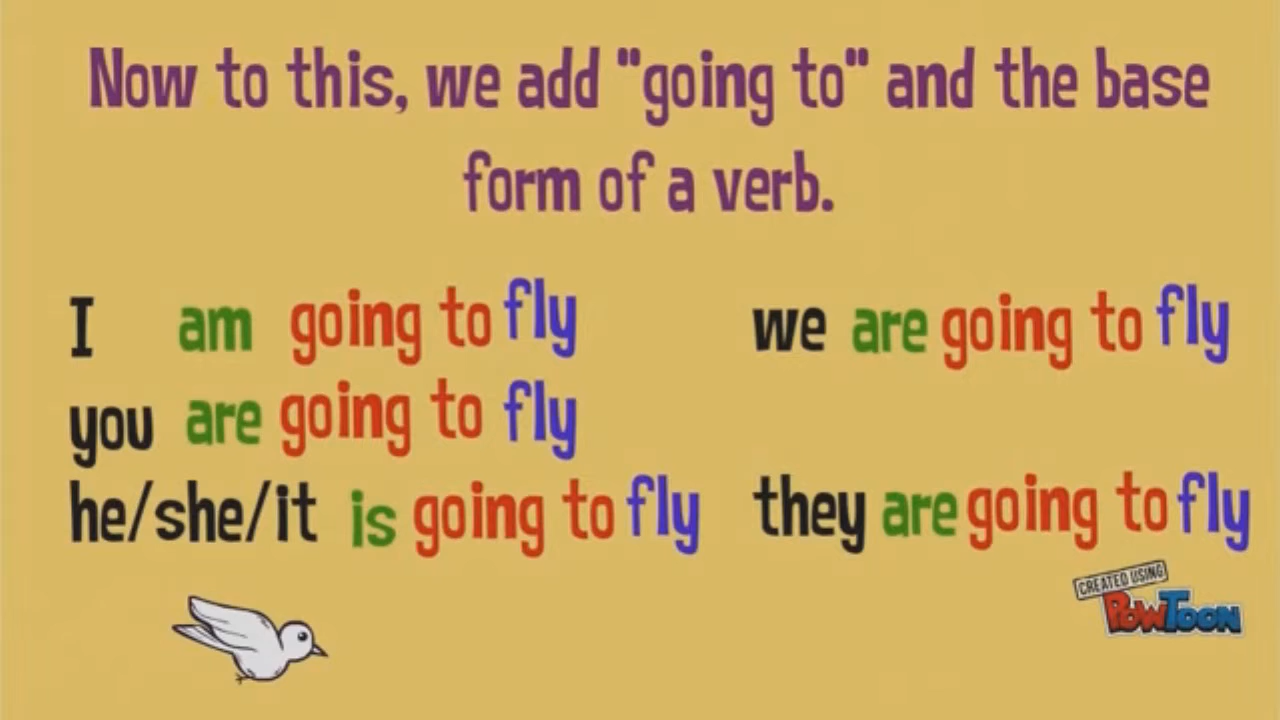 Now to this, we add "going to" and the base
form of a verb.
I am going to fly
you are going to fly
he/she/it is going to fly
we are going to fly
they are going to fly
CREATED USING
POWTOON